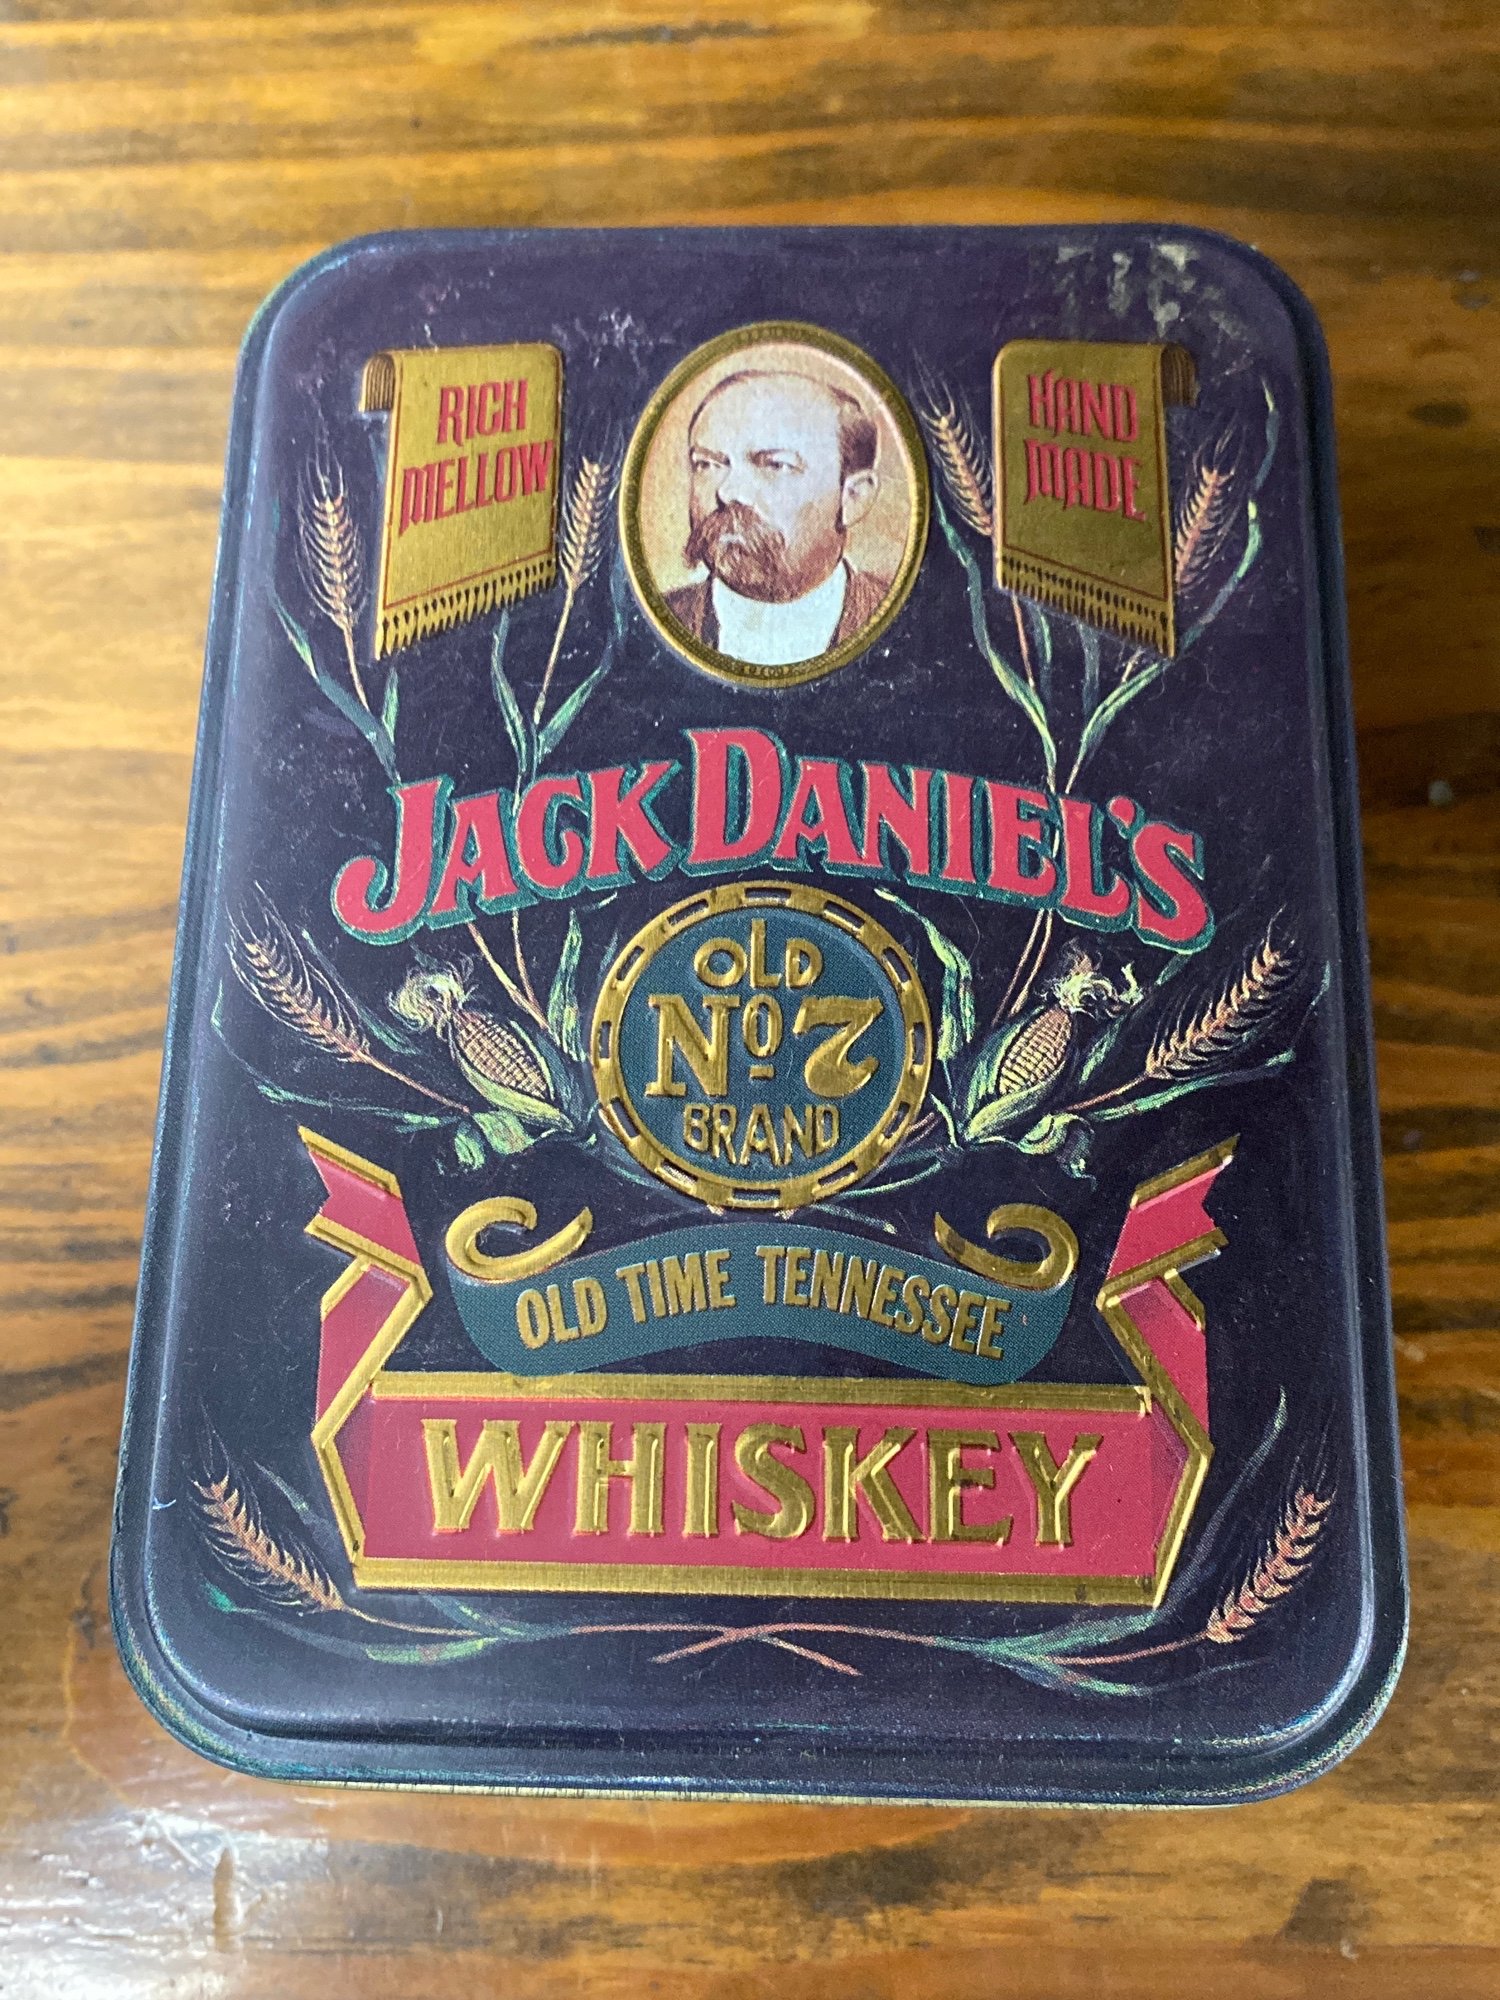 RICH
MELLOW
HAND
MADE
JACK DANIEL'S
OLD
No 7
BRAND
OLD TIME TENNESSEE
WHISKEY